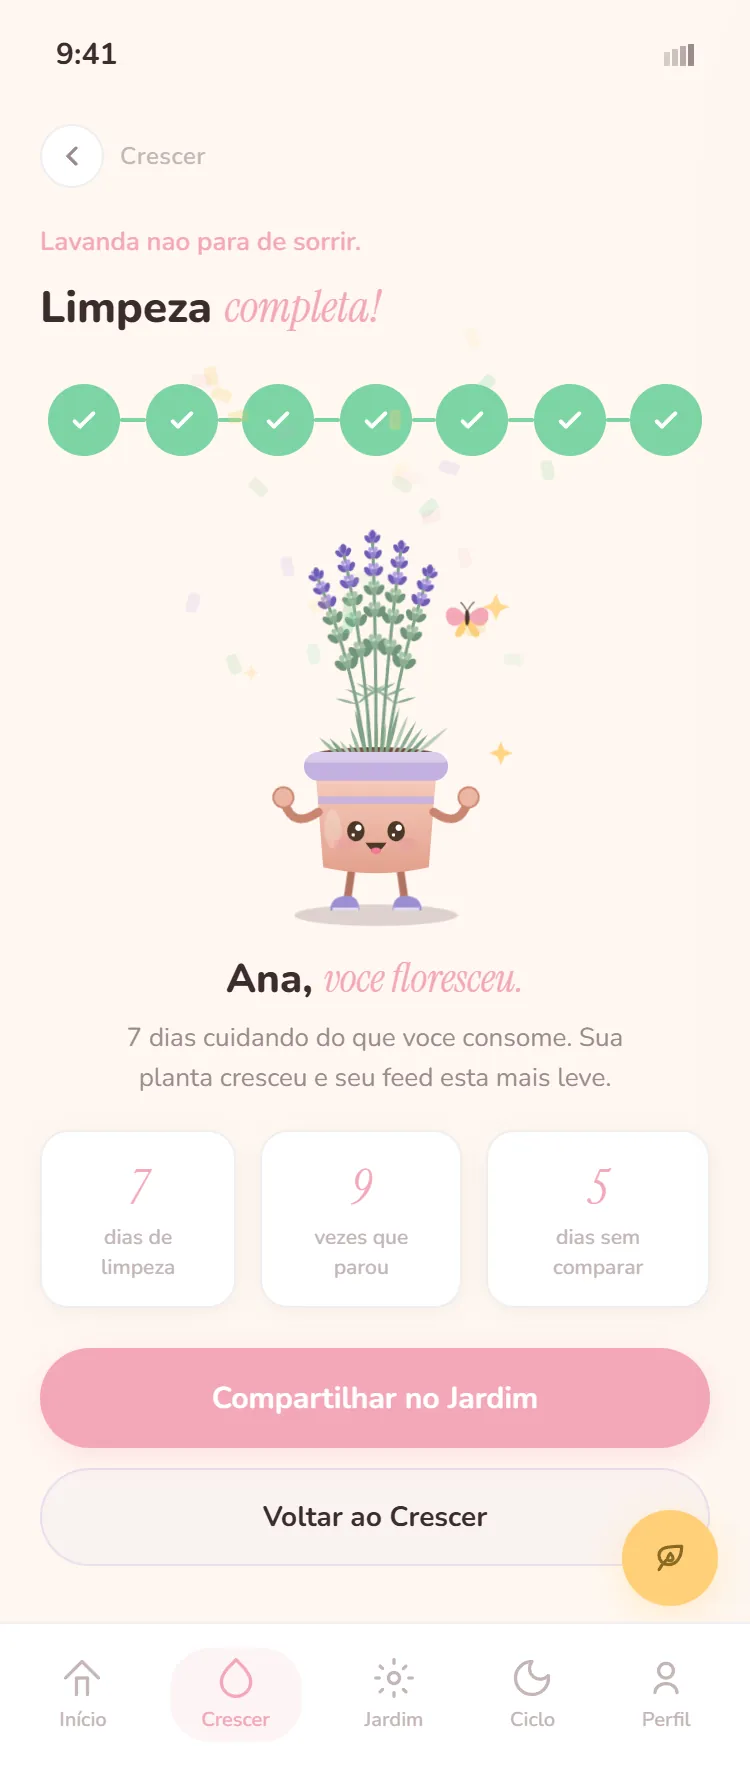 9:41
Crescer
Lavanda nao para de sorrir.
Limpeza completa!
Ana, voce floresceu.
7 dias cuidando do que voce consome. Sua
planta cresceu e seu feed esta mais leve.
7
dias de
limpeza
9
vezes que
parou
5
dias sem
comparar
Compartilhar no Jardim
Voltar ao Crescer
Início
Crescer
Jardim
Ciclo
Perfil